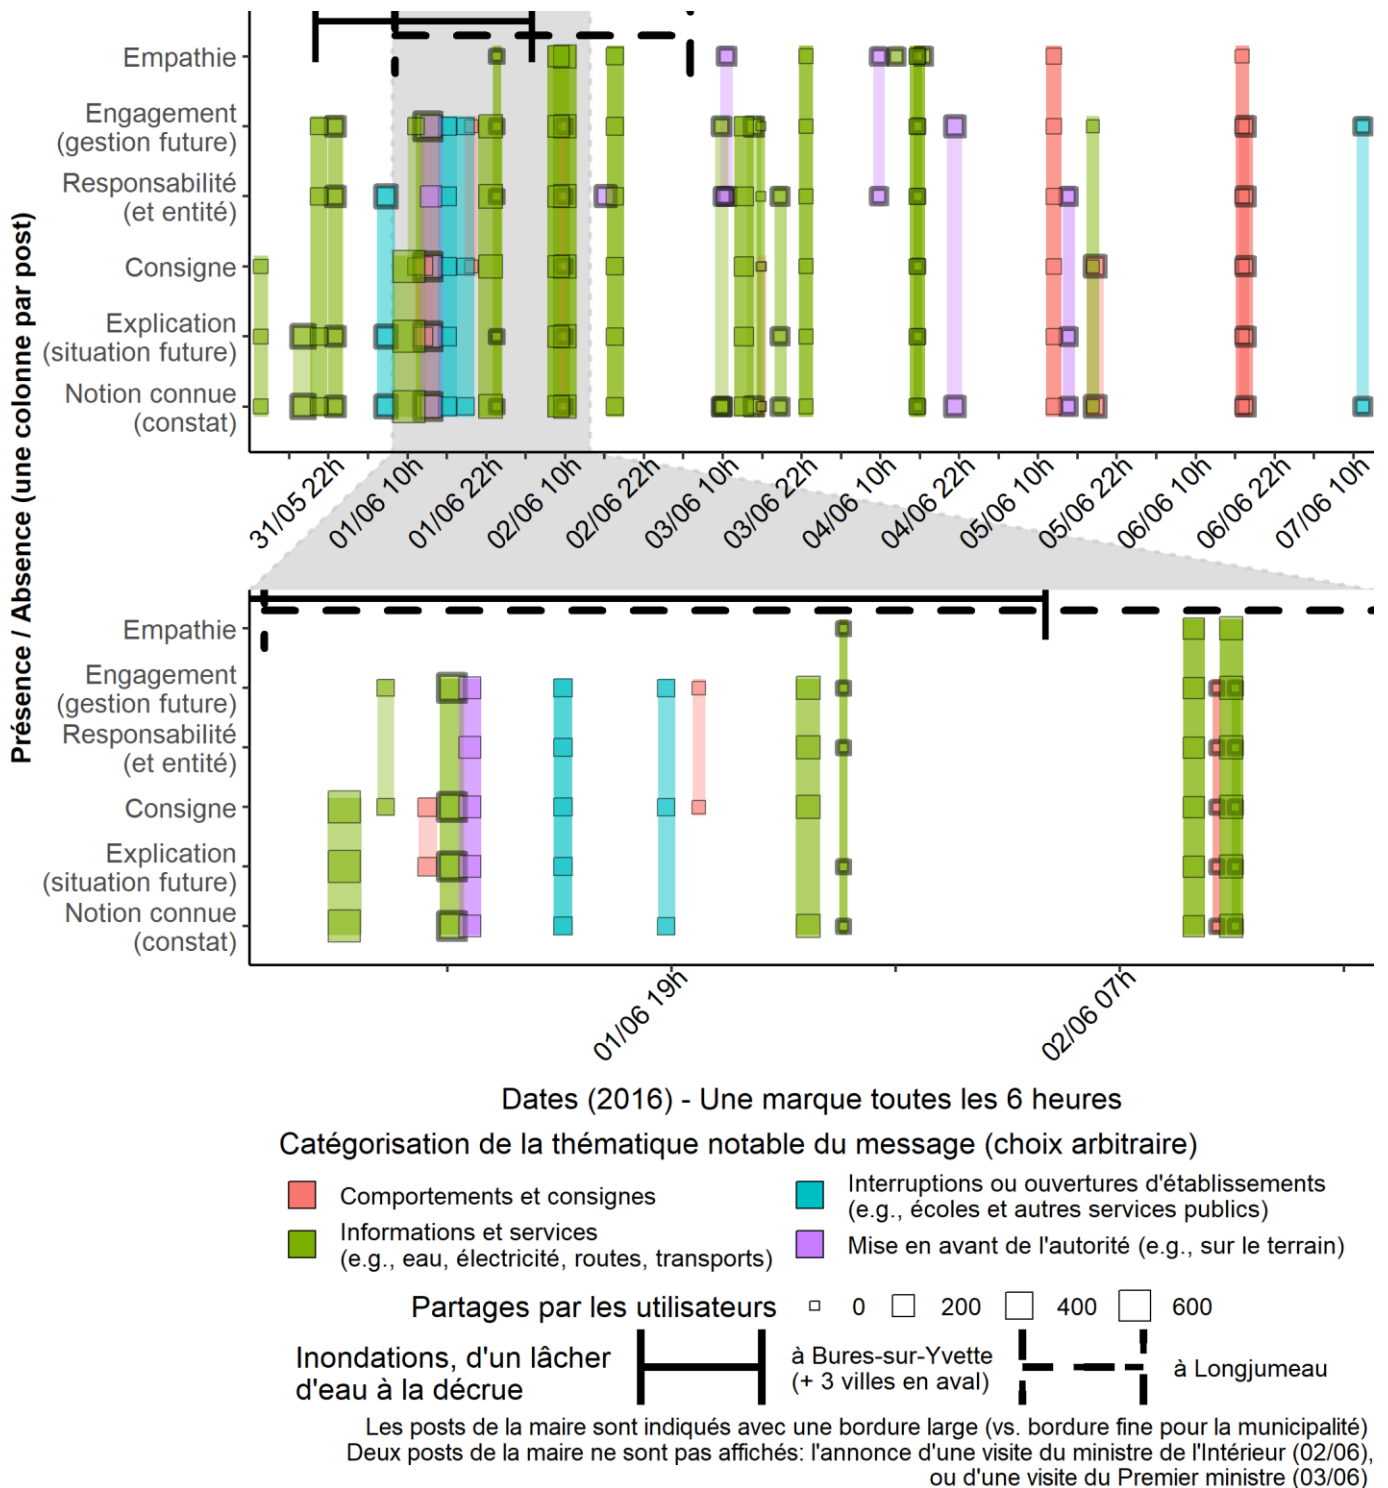 Présence / Absence (une colonne par post)
Empathie
Engagement
(gestion future)
Responsabilité
(et entité)
Consigne
Explication
(situation future)
Notion connue
(constat)
31/05 22h
01/06 10h
01/06 22h
02/06 10h
02/06 22h
03/06 10h
03/06 22h
04/06 10h
04/06 22h
05/06 10h
05/06 22h
06/06 10h
06/06 22h
07/06 10h
Empathie
Engagement
(gestion future)
Responsabilité
(et entité)
Consigne
Explication
(situation future)
Notion connue
(constat)
01/06 19h
02/06 07h
Dates (2016) - Une marque toutes les 6 heures
Catégorisation de la thématique notable du message (choix arbitraire)
Comportements et consignes
Informations et services
(e.g., eau, électricité, routes, transports)
Interruptions ou ouvertures d'établissements
(e.g., écoles et autres services publics)
Mise en avant de l'autorité (e.g., sur le terrain)
Partages par les utilisateurs 0 200 400 600
Inondations, d'un lâcher
d'eau à la décrue
à Bures-sur-Yvette
(+ 3 villes en aval)
à Longjumeau
Les posts de la maire sont indiqués avec une bordure large (vs. bordure fine pour la municipalité)
Deux posts de la maire ne sont pas affichés: l'annonce d'une visite du ministre de l'Intérieur (02/06),
ou d'une visite du Premier ministre (03/06)